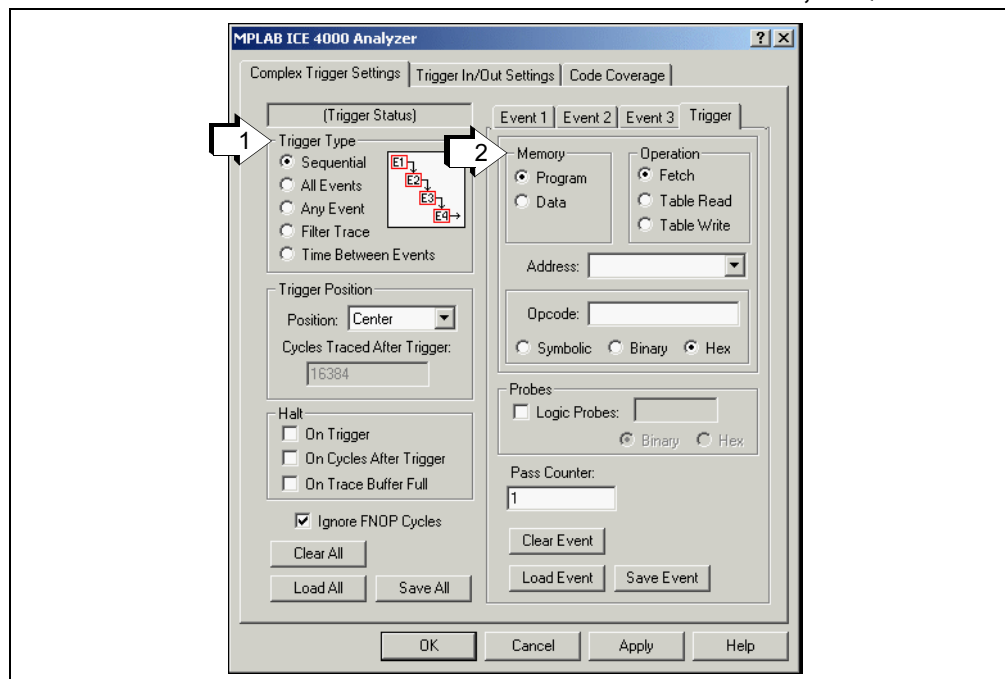 MPLAB ICE 4000 Analyzer
Complex Trigger Settings
Trigger In/Out Settings
Code Coverage
(Trigger Status)
1
Trigger Type
Sequential
All Events
Any Event
Filter Trace
Time Between Events
E1
E2
E3
E4
Trigger Position
Position: Center
Cycles Traced After Trigger:
16384
Halt
On Trigger
On Cycles After Trigger
On Trace Buffer Full
Ignore FNOP Cycles
Clear All
Load All
Save All
Event 1
Event 2
Event 3
Trigger
2
Memory
Program
Data
Operation
Fetch
Table Read
Table Write
Address:
Opcode:
Symbolic
Binary
Hex
Probes
Logic Probes:
Binary
Hex
Pass Counter:
1
Clear Event
Load Event
Save Event
OK
Cancel
Apply
Help